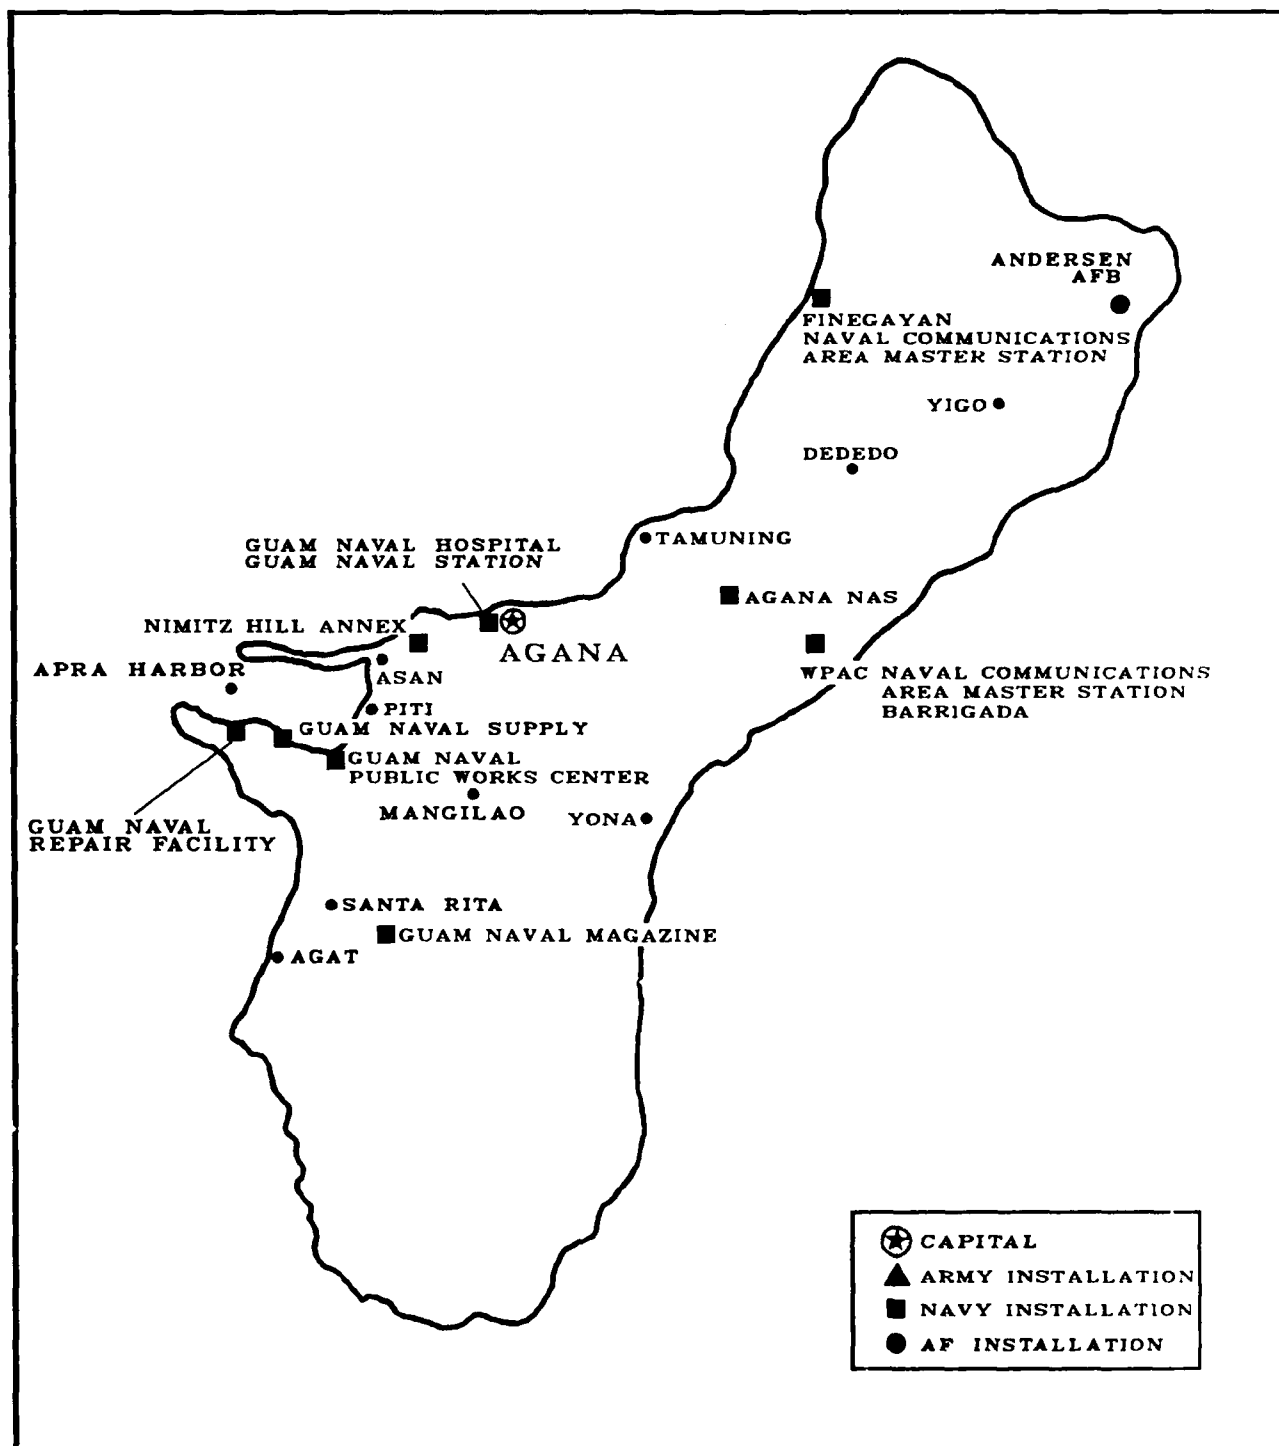 ANDERSEN
AFB
FINEGAYAN
NAVAL COMMUNICATIONS
AREA MASTER STATION
YIGO
DEDEDO
TAMUNING
GUAM NAVAL HOSPITAL
GUAM NAVAL STATION
AGANA NAS
NIMITZ HILL ANNEX
AGANA
APRA HARBOR
ASAN
WPAC NAVAL COMMUNICATIONS
AREA MASTER STATION
BARRIGADA
PITI
GUAM NAVAL SUPPLY
GUAM NAVAL
PUBLIC WORKS CENTER
MANGILAO
YONA
GUAM NAVAL
REPAIR FACILITY
SANTA RITA
GUAM NAVAL MAGAZINE
AGAT
CAPITAL
ARMY INSTALLATION
NAVY INSTALLATION
AF INSTALLATION